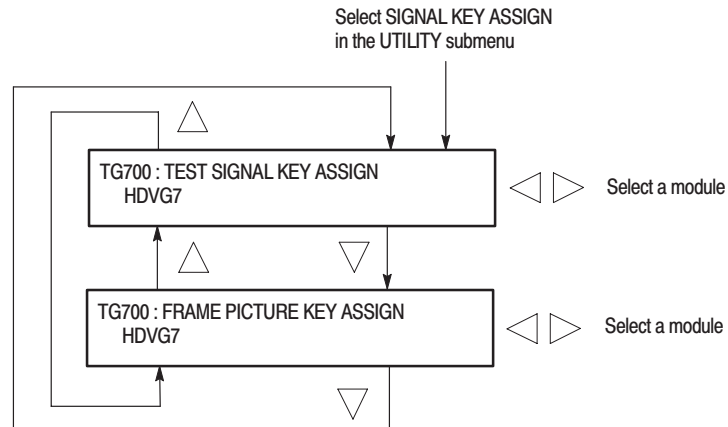 Select SIGNAL KEY ASSIGN
in the UTILITY submenu
TG700 : TEST SIGNAL KEY ASSIGN
HDVG7
Select a module
TG700 : FRAME PICTURE KEY ASSIGN
HDVG7
Select a module